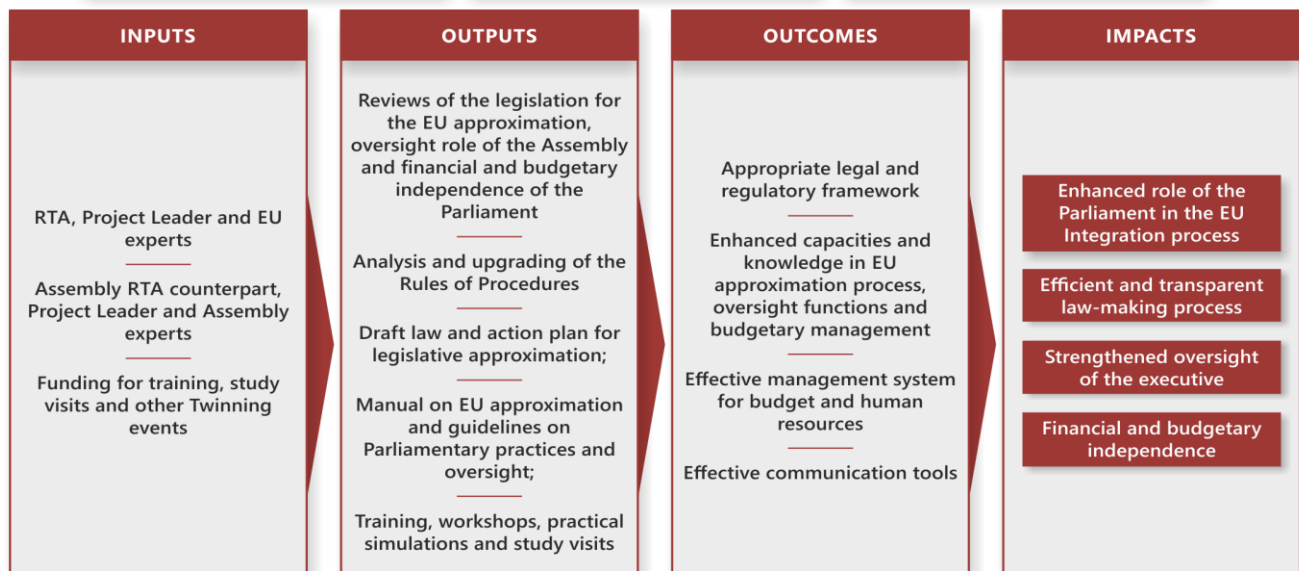 INPUTS
RTA, Project Leader and EU
experts
Assembly RTA counterpart,
Project Leader and Assembly
experts
Funding for training, study
visits and other Twinning
events
OUTPUTS
Reviews of the legislation for
the EU approximation,
oversight role of the Assembly
and financial and budgetary
independence of the
Parliament
Analysis and upgrading of the
Rules of Procedures
Draft law and action plan for
legislative approximation;
Manual on EU approximation
and guidelines on
Parliamentary practices and
oversight;
Training, workshops, practical
simulations and study visits
OUTCOMES
Appropriate legal and
regulatory framework
Enhanced capacities and
knowledge in EU
approximation process,
oversight functions and
budgetary management
Effective management system
for budget and human
resources
Effective communication tools
IMPACTS
Enhanced role of the
Parliament in the EU
Integration process
Efficient and transparent
law-making process
Strengthened oversight
of the executive
Financial and budgetary
independence